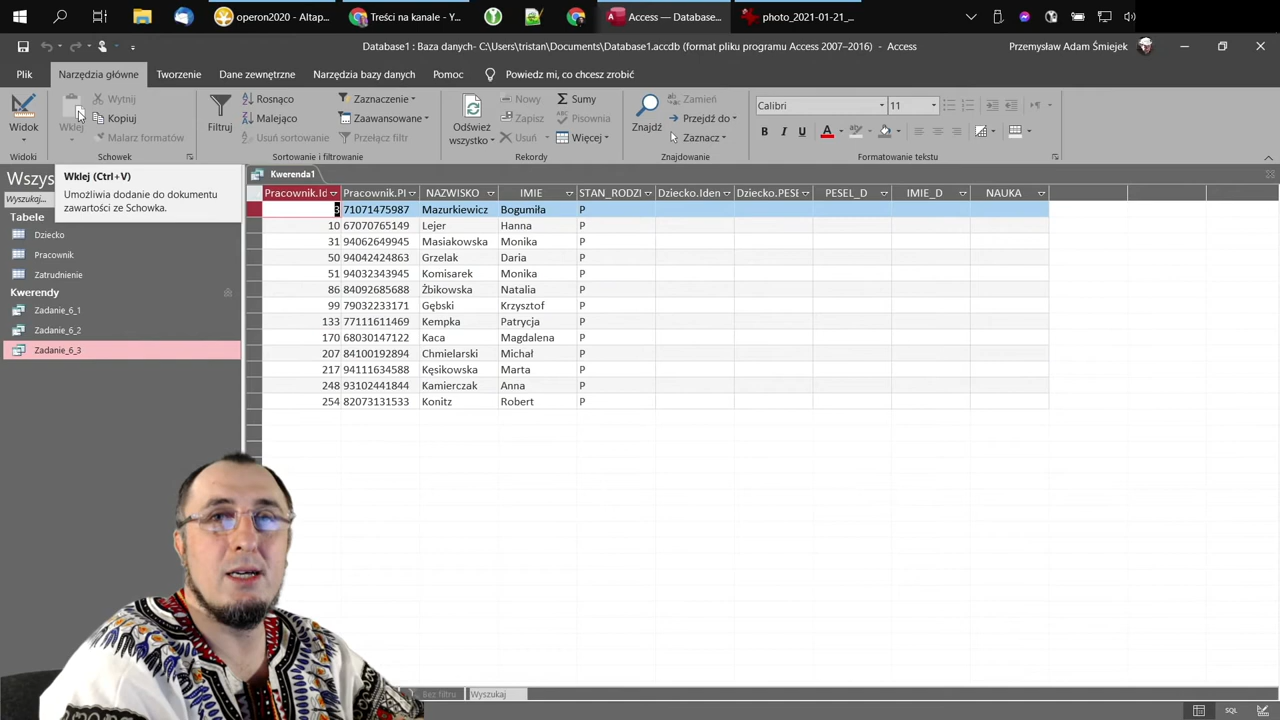 operon2020 - Altap...
Treści na kanale - Y...
Access — Database...
photo_2021-01-21_...
Database1 : Baza danych- C:\Users\tristan\Documents\Database1.accdb (format pliku programu Access 2007–2016) - Access
Przemysław Adam Śmiejek
Plik Narzędzia główne Tworzenie Dane zewnętrzne Narzędzia bazy danych Pomoc Powiedz mi, co chcesz zrobić
Widok
Widoki
Wklej
Wytnij
Kopiuj
Malarz formatów
Schowek
Filtruj
Rosnąco
Malejąco
Usuń sortowanie
Zaznaczenie
Zaawansowane
Przełącz filtr
Sortowanie i filtrowanie
Odśwież
wszystko
Nowy
Zapisz
Usuń
Sumy
Pisownia
Więcej
Rekordy
Znajdź
Zamień
Przejdź do
Zaznacz
Znajdowanie
Calibri 11
B I U A
Formatowanie tekstu
Wklej (Ctrl+V)
Umożliwia dodanie do dokumentu
zawartości ze Schowka.
Wszys
Wyszukaj...
Tabele
Dziecko
Pracownik
Zatrudnienie
Kwerendy
Zadanie_6_1
Zadanie_6_2
Zadanie_6_3
Kwerenda1
Pracownik.Id Pracownik.PI NAZWISKO IMIE STAN_RODZI Dziecko.Iden Dziecko.PESE PESEL_D IMIE_D NAUKA
3 71071475987 Mazurkiewicz Bogumiła P
10 67070765149 Lejer Hanna P
31 94062649945 Masiakowska Monika P
50 94042424863 Grzelak Daria P
51 94032343945 Komisarek Monika P
86 84092685688 Żbikowska Natalia P
99 79032233171 Gębski Krzysztof P
133 77111611469 Kempka Patrycja P
170 68030147122 Kaca Magdalena P
207 84100192894 Chmielarski Michał P
217 94111634588 Kęsikowska Marta P
248 93102441844 Kamierczak Anna P
254 82073131533 Konitz Robert P
Bez filtru Wyszukaj
SQL